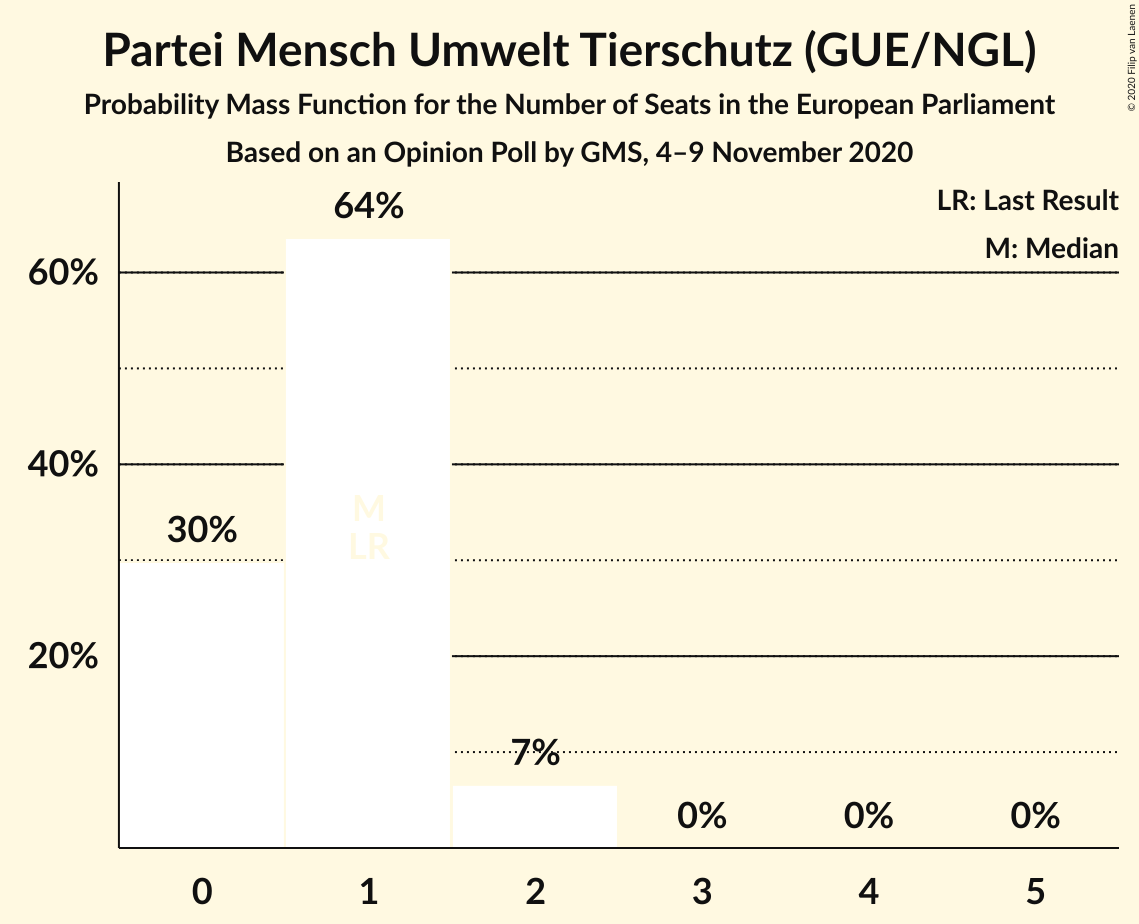 Partei Mensch Umwelt Tierschutz (GUE/NGL)
Probability Mass Function for the Number of Seats in the European Parliament
Based on an Opinion Poll by GMS, 4–9 November 2020
© 2020 Filip van Laenen
LR: Last Result
M: Median
64%
60%
40%
30%
M
LR
20%
7%
0% 0% 0%
0 1 2 3 4 5